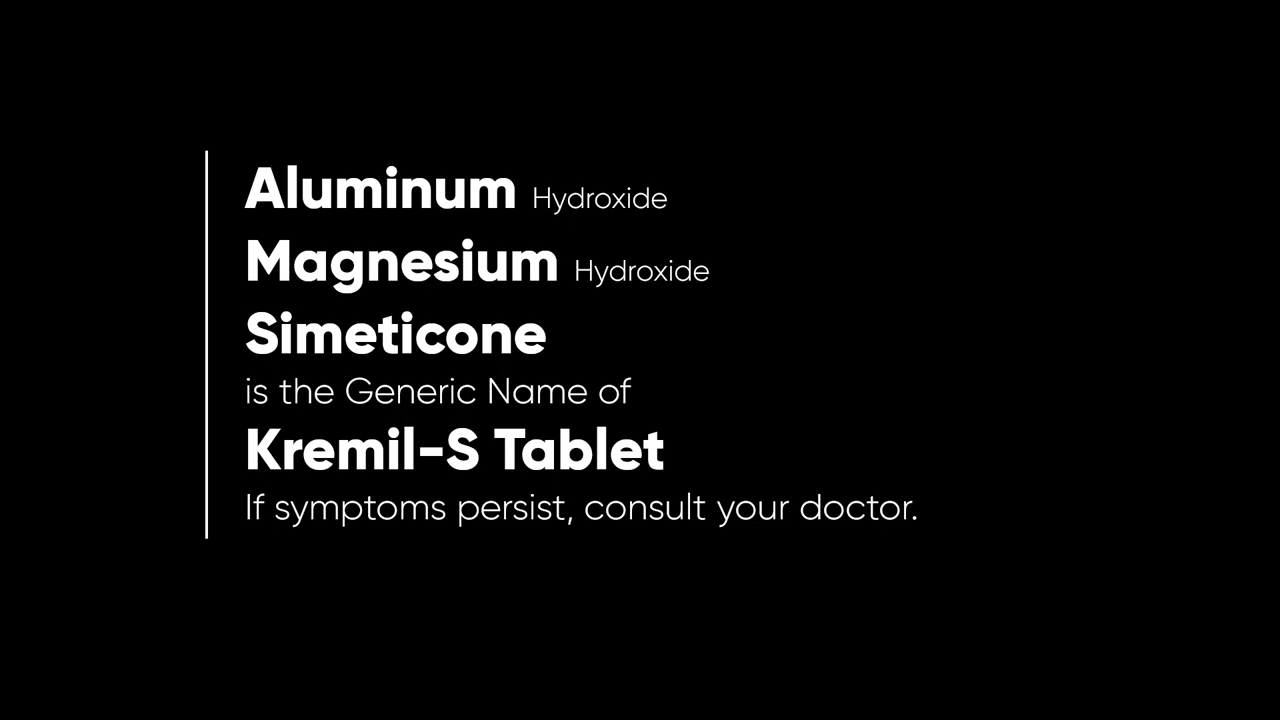 Aluminum Hydroxide
Magnesium Hydroxide
Simeticone
is the Generic Name of
Kremil-S Tablet
If symptoms persist, consult your doctor.